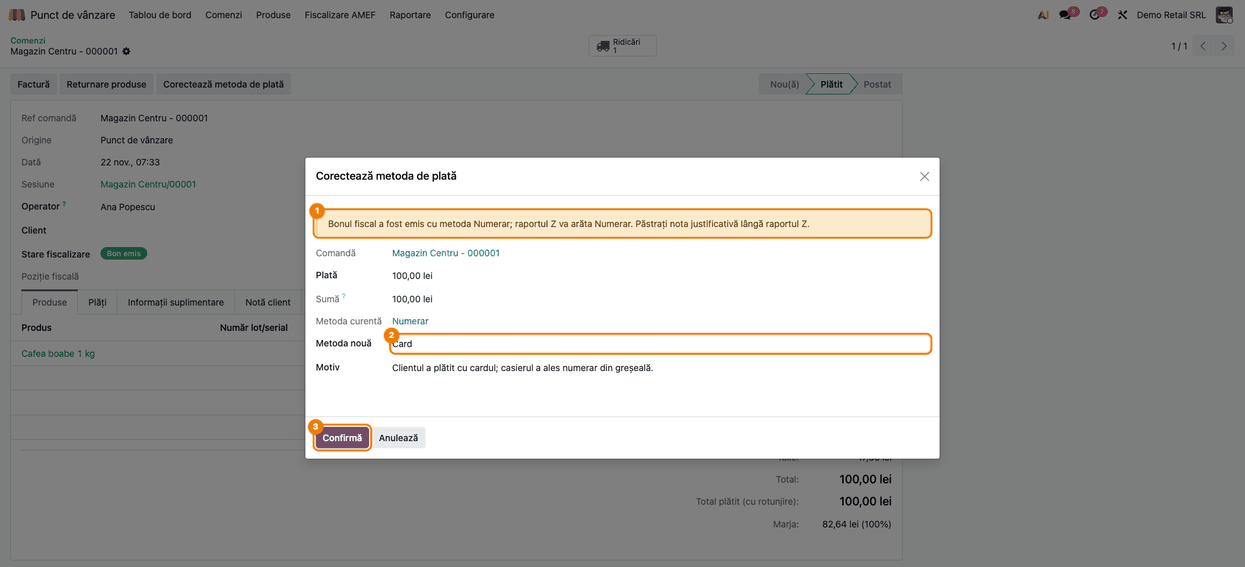 Punct de vânzare Tablou de bord Comenzi Produse Fiscalizare AMEF Raportare Configurare 8 7 Demo Retail SRL
Comenzi
Magazin Centru - 000001
Ridicări
1
1 / 1
Factură Returnare produse Corectează metoda de plată Nou(ă) Plătit Postat
Ref comandă Magazin Centru - 000001
Origine Punct de vânzare
Dată 22 nov., 07:33
Sesiune Magazin Centru/00001
Operator ? Ana Popescu
Client
Stare fiscalizare Bon emis
Poziție fiscală
Produse Plăți Informații suplimentare Notă client
Produs Număr lot/serial
Cafea boabe 1 kg
Corectează metoda de plată
1
Bonul fiscal a fost emis cu metoda Numerar; raportul Z va arăta Numerar. Păstrați nota justificativă lângă raportul Z.
Comandă Magazin Centru - 000001
Plată 100,00 lei
Sumă ? 100,00 lei
Metoda curentă Numerar
2
Metoda nouă Card
Motiv Clientul a plătit cu cardul; casierul a ales numerar din greșeală.
3
Confirmă Anulează
Total: 100,00 lei
Total plătit (cu rotunjire): 100,00 lei
Marja: 82,64 lei (100%)